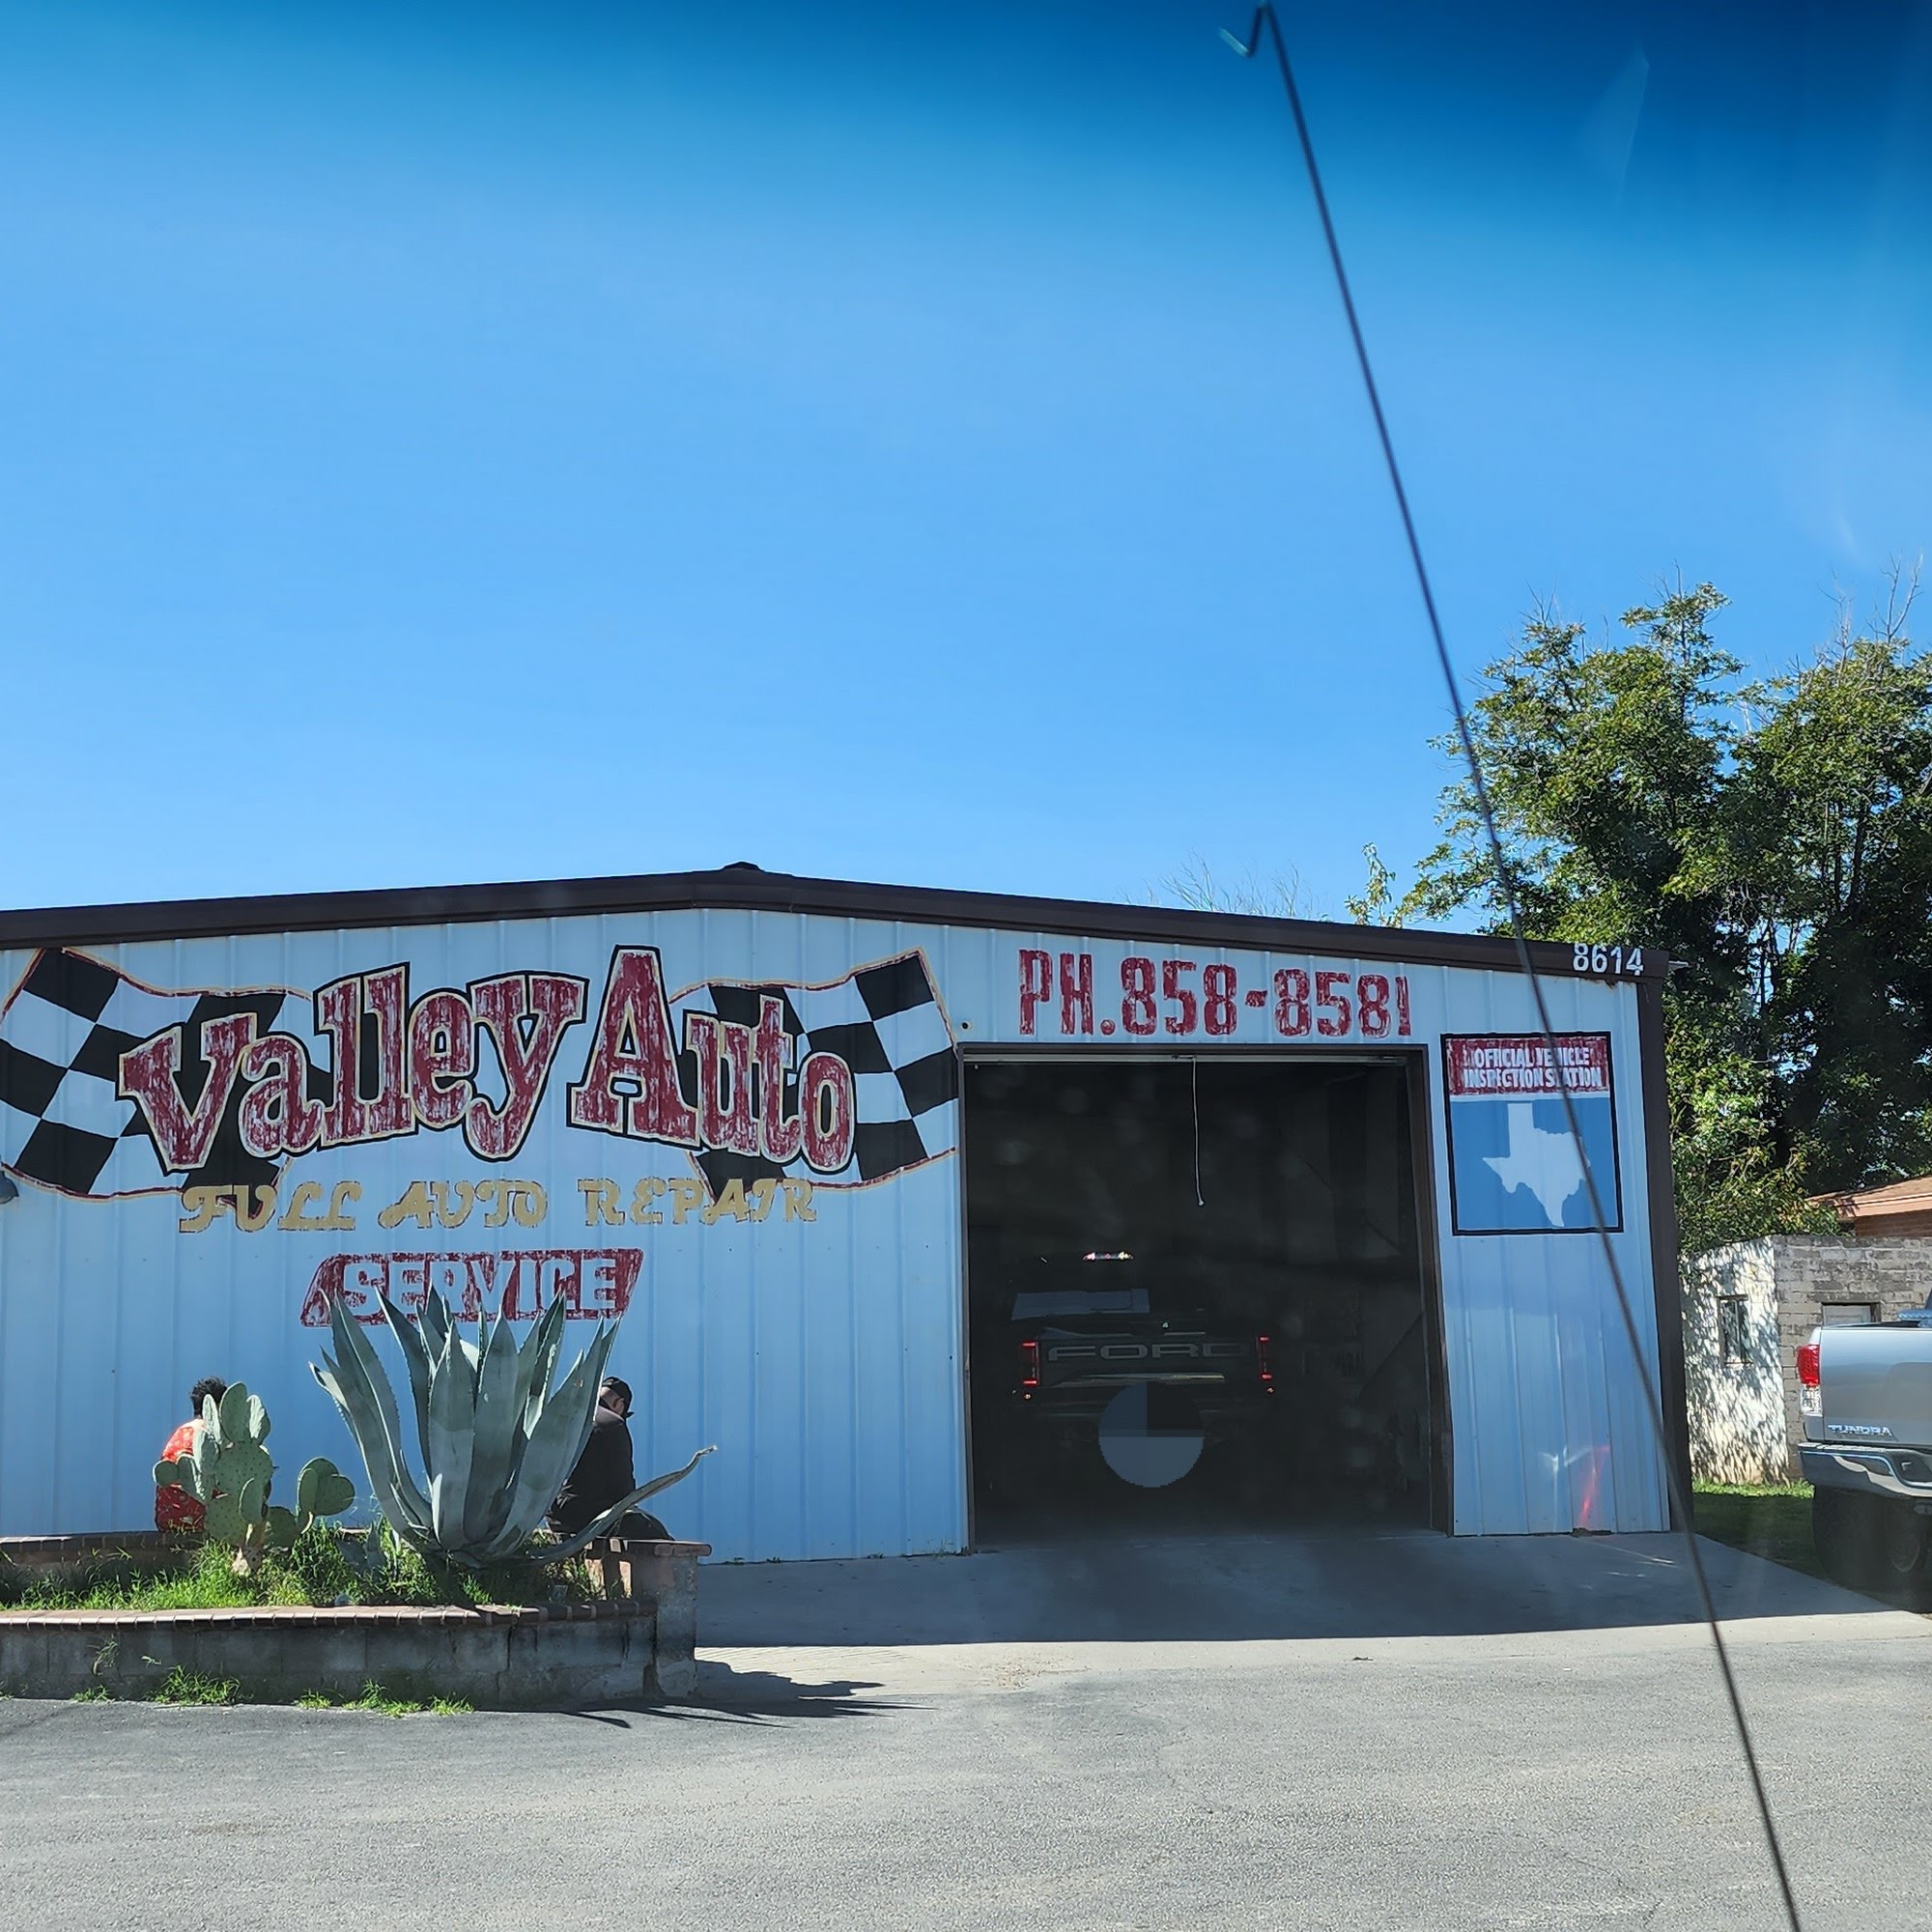 8614
PH.858-8581
Valley Auto
FULL AUTO REPAIR
SERVICE
OFFICIAL VEHICLE
INSPECTION STATION
FORD
TUNDRA